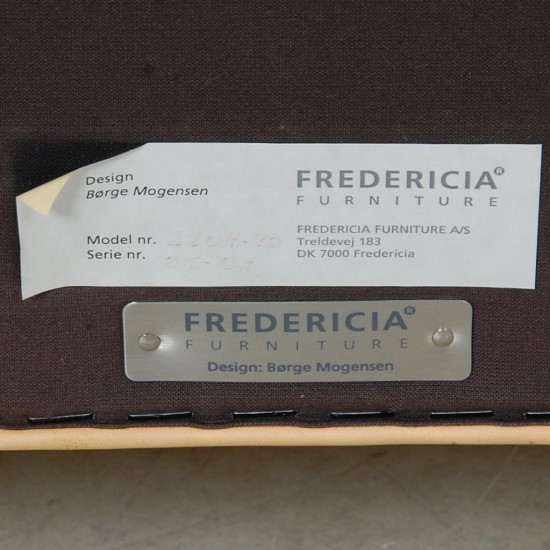 Design
Børge Mogensen
Model nr.
Serie nr.
FREDERICIA®
FURNITURE
FREDERICIA FURNITURE A/S
Treldevej 183
DK 7000 Fredericia
FREDERICIA®
FURNITURE
Design: Børge Mogensen